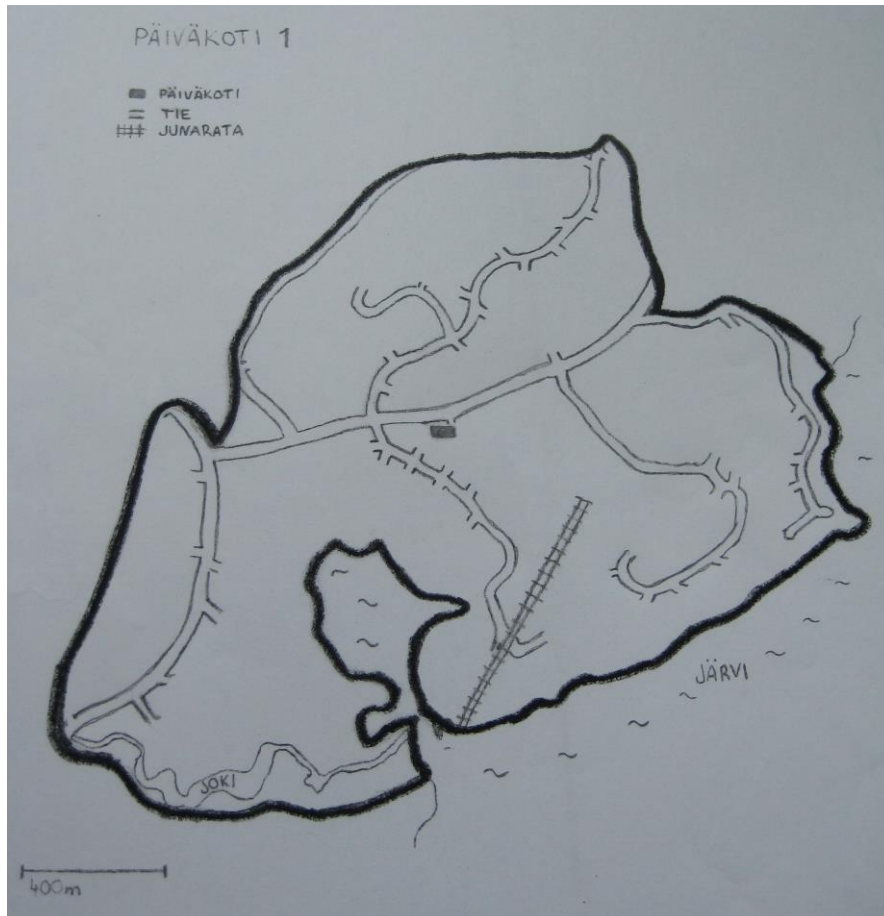 PÄIVÄKOTI 1
PÄIVÄKOTI
TIE
JUNARATA
JÄRVI
JOKI
400m